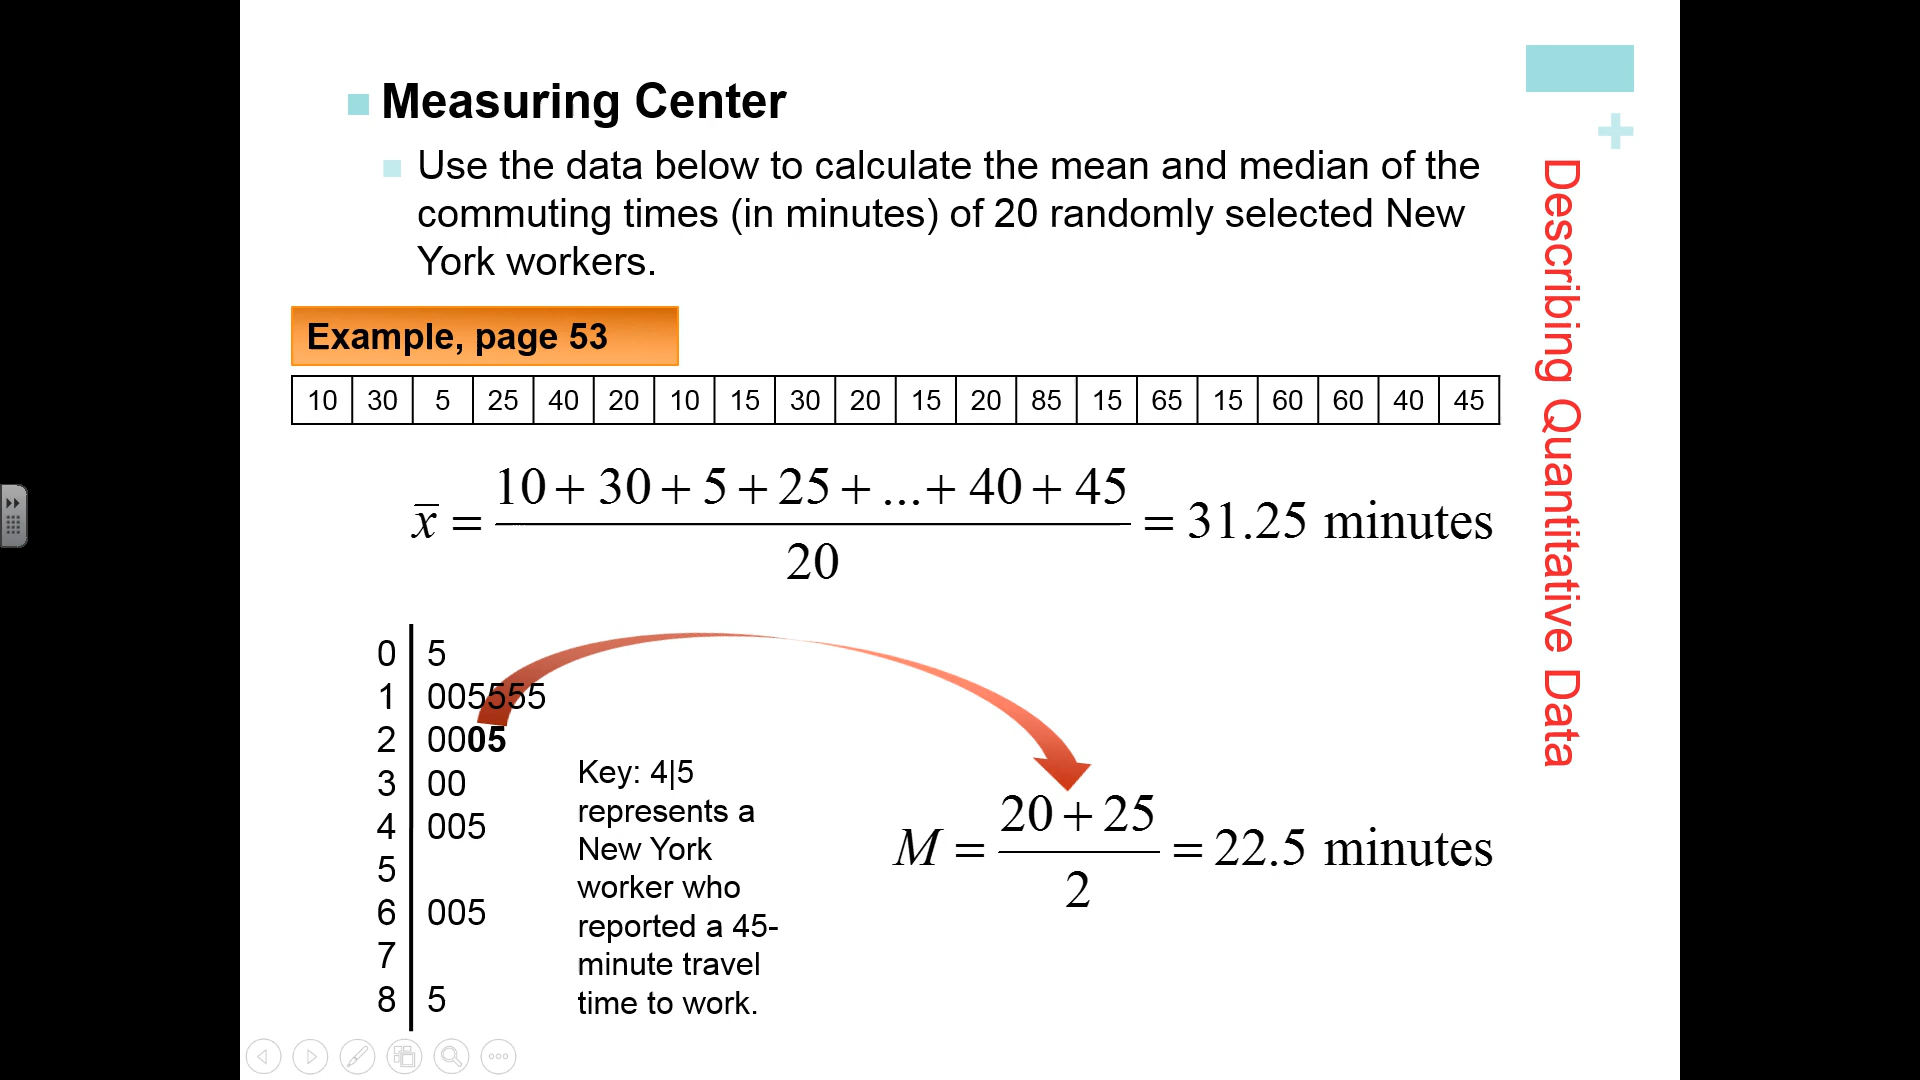 Measuring Center
Use the data below to calculate the mean and median of the
commuting times (in minutes) of 20 randomly selected New
York workers.
Example, page 53
10 30 5 25 40 20 10 15 30 20 15 20 85 15 65 15 60 60 40 45
x̅ = (10 + 30 + 5 + 25 + ... + 40 + 45) / 20 = 31.25 minutes
0 | 5
1 | 005555
2 | 0005
3 | 00
4 | 005
5 |
6 | 005
7 |
8 | 5
Key: 4|5
represents a
New York
worker who
reported a 45-
minute travel
time to work.
M = (20 + 25) / 2 = 22.5 minutes
+
Describing Quantitative Data